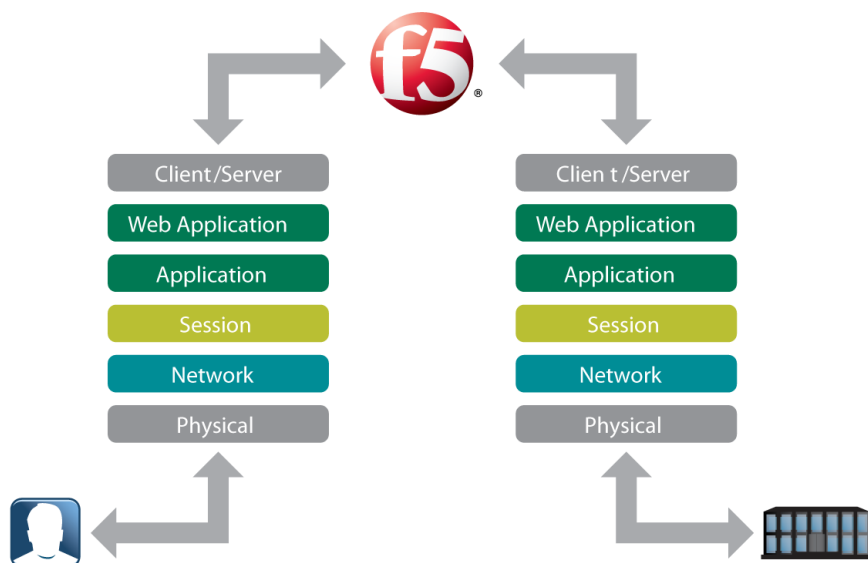 f5®
Client/Server
Web Application
Application
Session
Network
Physical
Clien t /Server
Web Application
Application
Session
Network
Physical